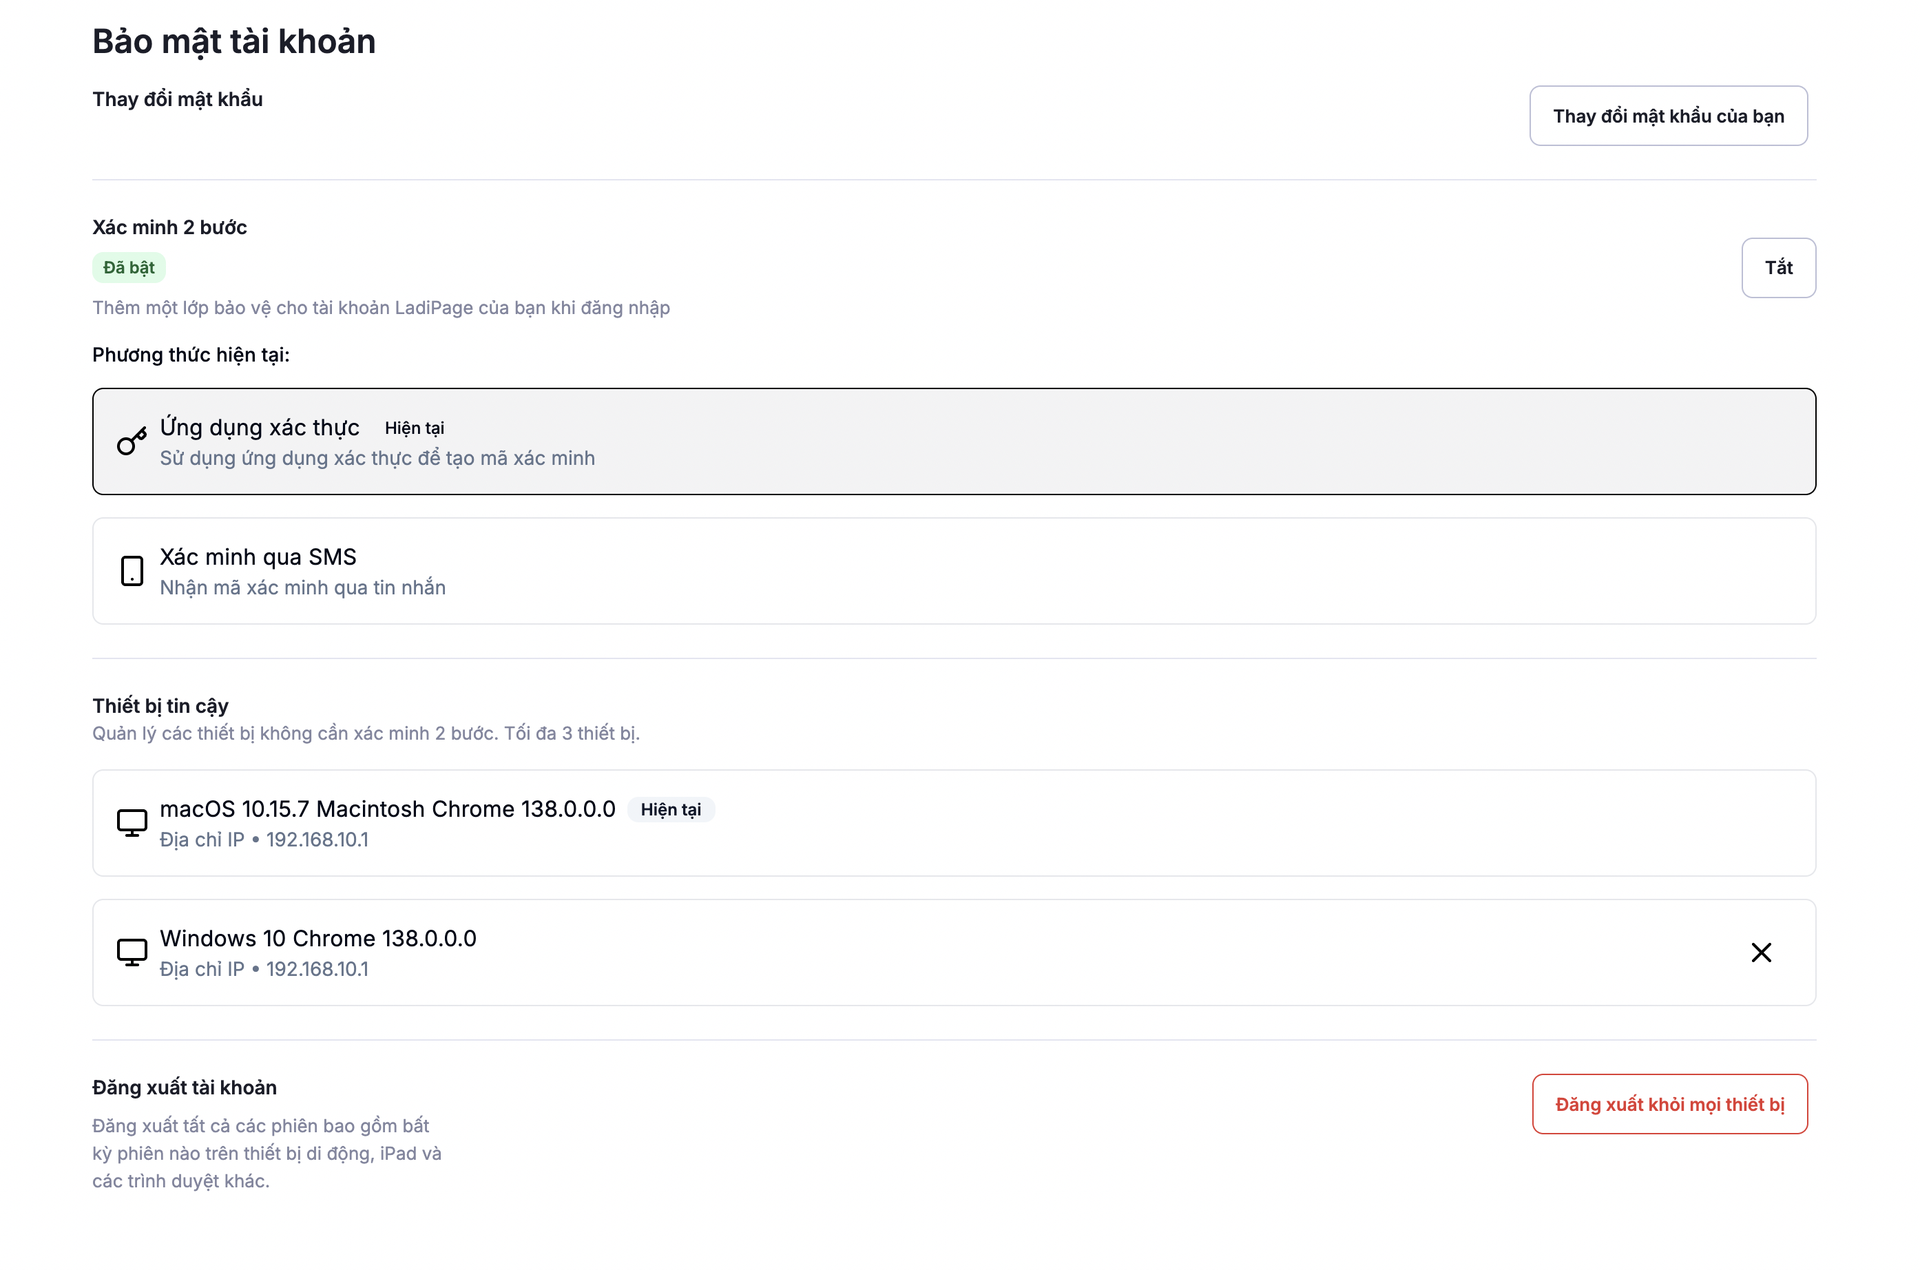 Bảo mật tài khoản
Thay đổi mật khẩu
Thay đổi mật khẩu của bạn
Xác minh 2 bước
Đã bật
Tắt
Thêm một lớp bảo vệ cho tài khoản LadiPage của bạn khi đăng nhập
Phương thức hiện tại:
Ứng dụng xác thực Hiện tại
Sử dụng ứng dụng xác thực để tạo mã xác minh
Xác minh qua SMS
Nhận mã xác minh qua tin nhắn
Thiết bị tin cậy
Quản lý các thiết bị không cần xác minh 2 bước. Tối đa 3 thiết bị.
macOS 10.15.7 Macintosh Chrome 138.0.0.0 Hiện tại
Địa chỉ IP • 192.168.10.1
Windows 10 Chrome 138.0.0.0
Địa chỉ IP • 192.168.10.1
Đăng xuất tài khoản
Đăng xuất khỏi mọi thiết bị
Đăng xuất tất cả các phiên bao gồm bất
kỳ phiên nào trên thiết bị di động, iPad và
các trình duyệt khác.